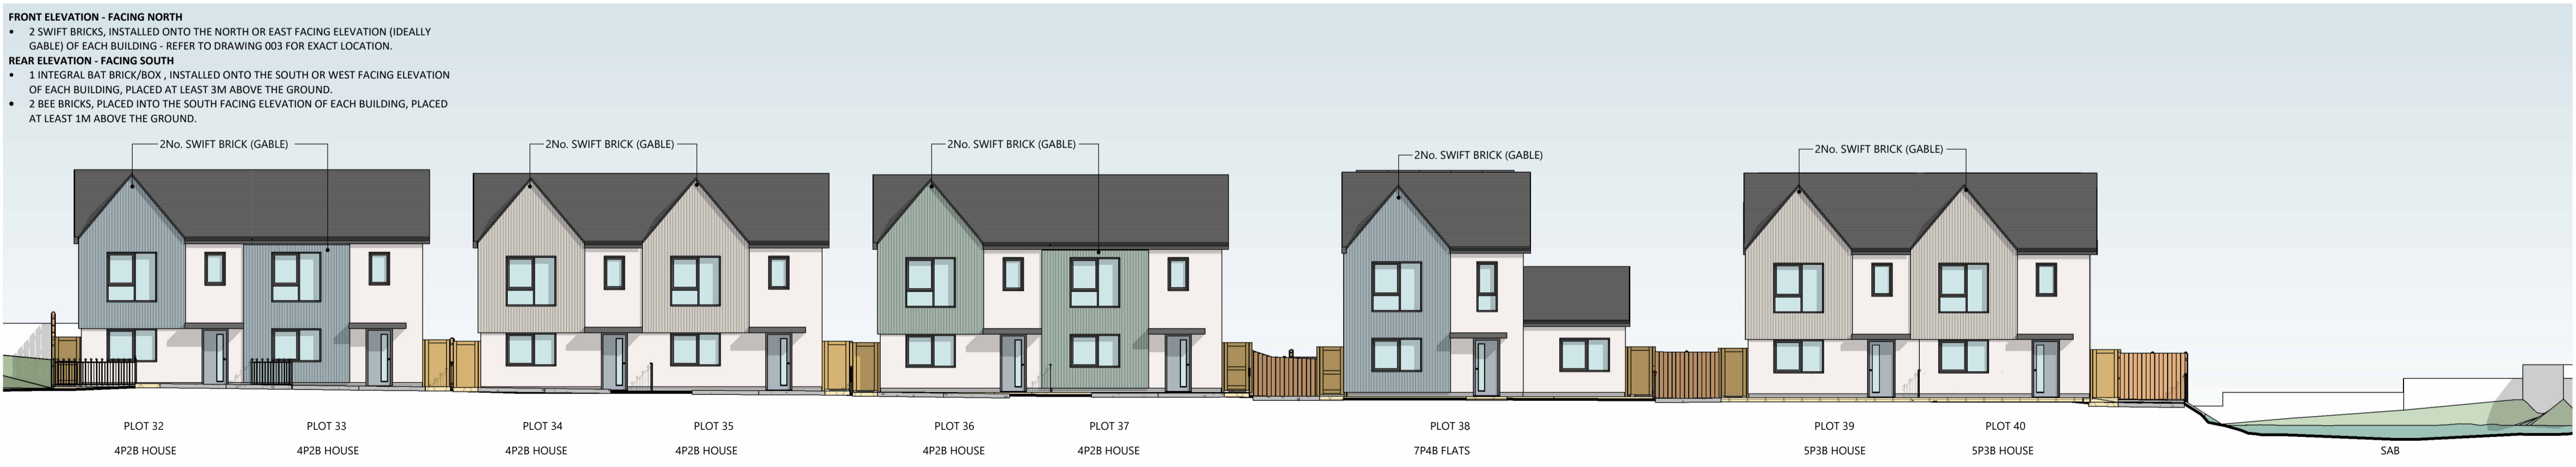 FRONT ELEVATION - FACING NORTH
• 2 SWIFT BRICKS, INSTALLED ONTO THE NORTH OR EAST FACING ELEVATION (IDEALLY
GABLE) OF EACH BUILDING - REFER TO DRAWING 003 FOR EXACT LOCATION.
REAR ELEVATION - FACING SOUTH
• 1 INTEGRAL BAT BRICK/BOX , INSTALLED ONTO THE SOUTH OR WEST FACING ELEVATION
OF EACH BUILDING, PLACED AT LEAST 3M ABOVE THE GROUND.
• 2 BEE BRICKS, PLACED INTO THE SOUTH FACING ELEVATION OF EACH BUILDING, PLACED
AT LEAST 1M ABOVE THE GROUND.
2No. SWIFT BRICK (GABLE)
2No. SWIFT BRICK (GABLE)
2No. SWIFT BRICK (GABLE)
2No. SWIFT BRICK (GABLE)
2No. SWIFT BRICK (GABLE)
PLOT 32
4P2B HOUSE
PLOT 33
4P2B HOUSE
PLOT 34
4P2B HOUSE
PLOT 35
4P2B HOUSE
PLOT 36
4P2B HOUSE
PLOT 37
4P2B HOUSE
PLOT 38
7P4B FLATS
PLOT 39
5P3B HOUSE
PLOT 40
5P3B HOUSE
SAB